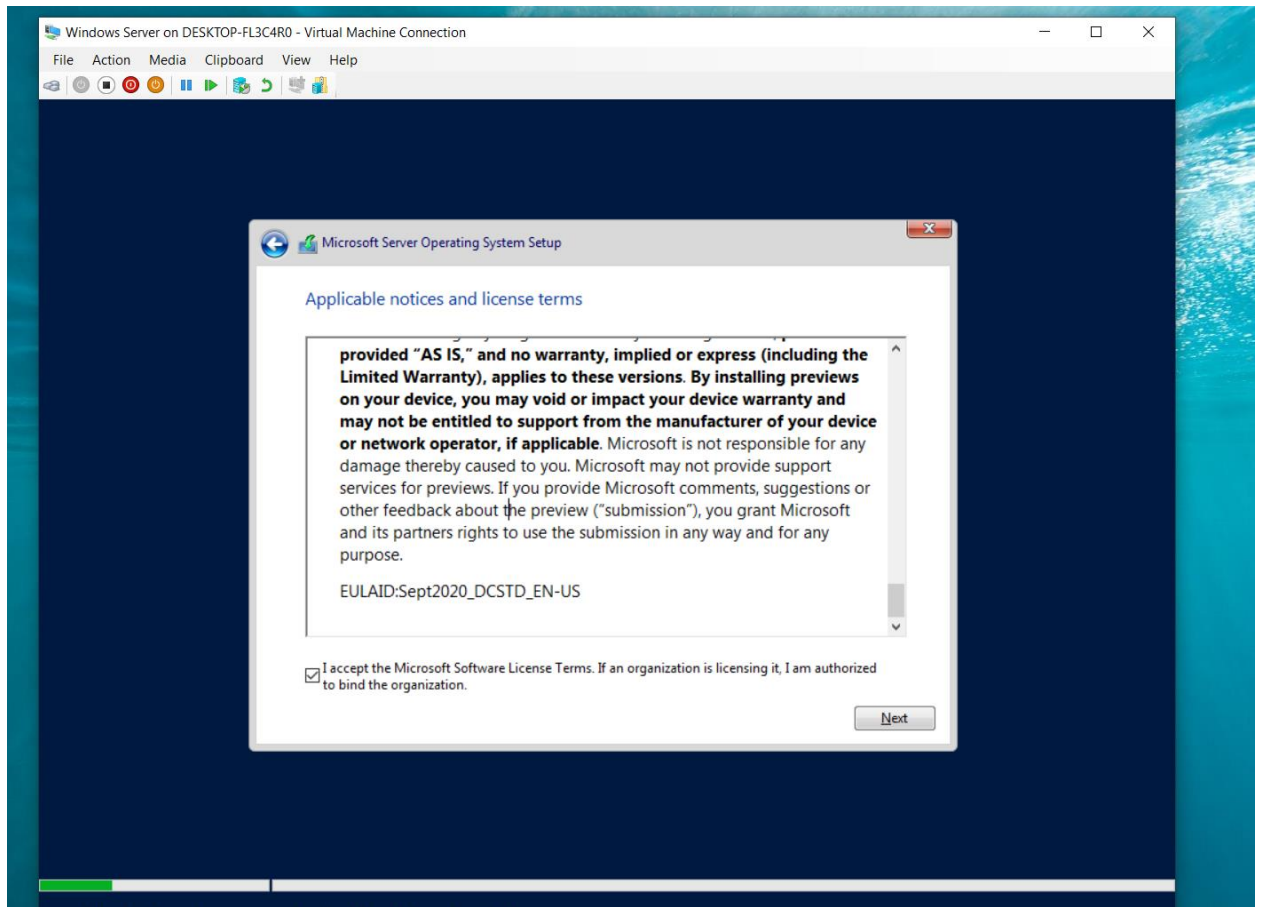 Windows Server on DESKTOP-FL3C4R0 - Virtual Machine Connection
File Action Media Clipboard View Help
Microsoft Server Operating System Setup
Applicable notices and license terms
provided “AS IS,” and no warranty, implied or express (including the
Limited Warranty), applies to these versions. By installing previews
on your device, you may void or impact your device warranty and
may not be entitled to support from the manufacturer of your device
or network operator, if applicable. Microsoft is not responsible for any
damage thereby caused to you. Microsoft may not provide support
services for previews. If you provide Microsoft comments, suggestions or
other feedback about the preview (“submission”), you grant Microsoft
and its partners rights to use the submission in any way and for any
purpose.
EULAID:Sept2020_DCSTD_EN-US
I accept the Microsoft Software License Terms. If an organization is licensing it, I am authorized
to bind the organization.
Next